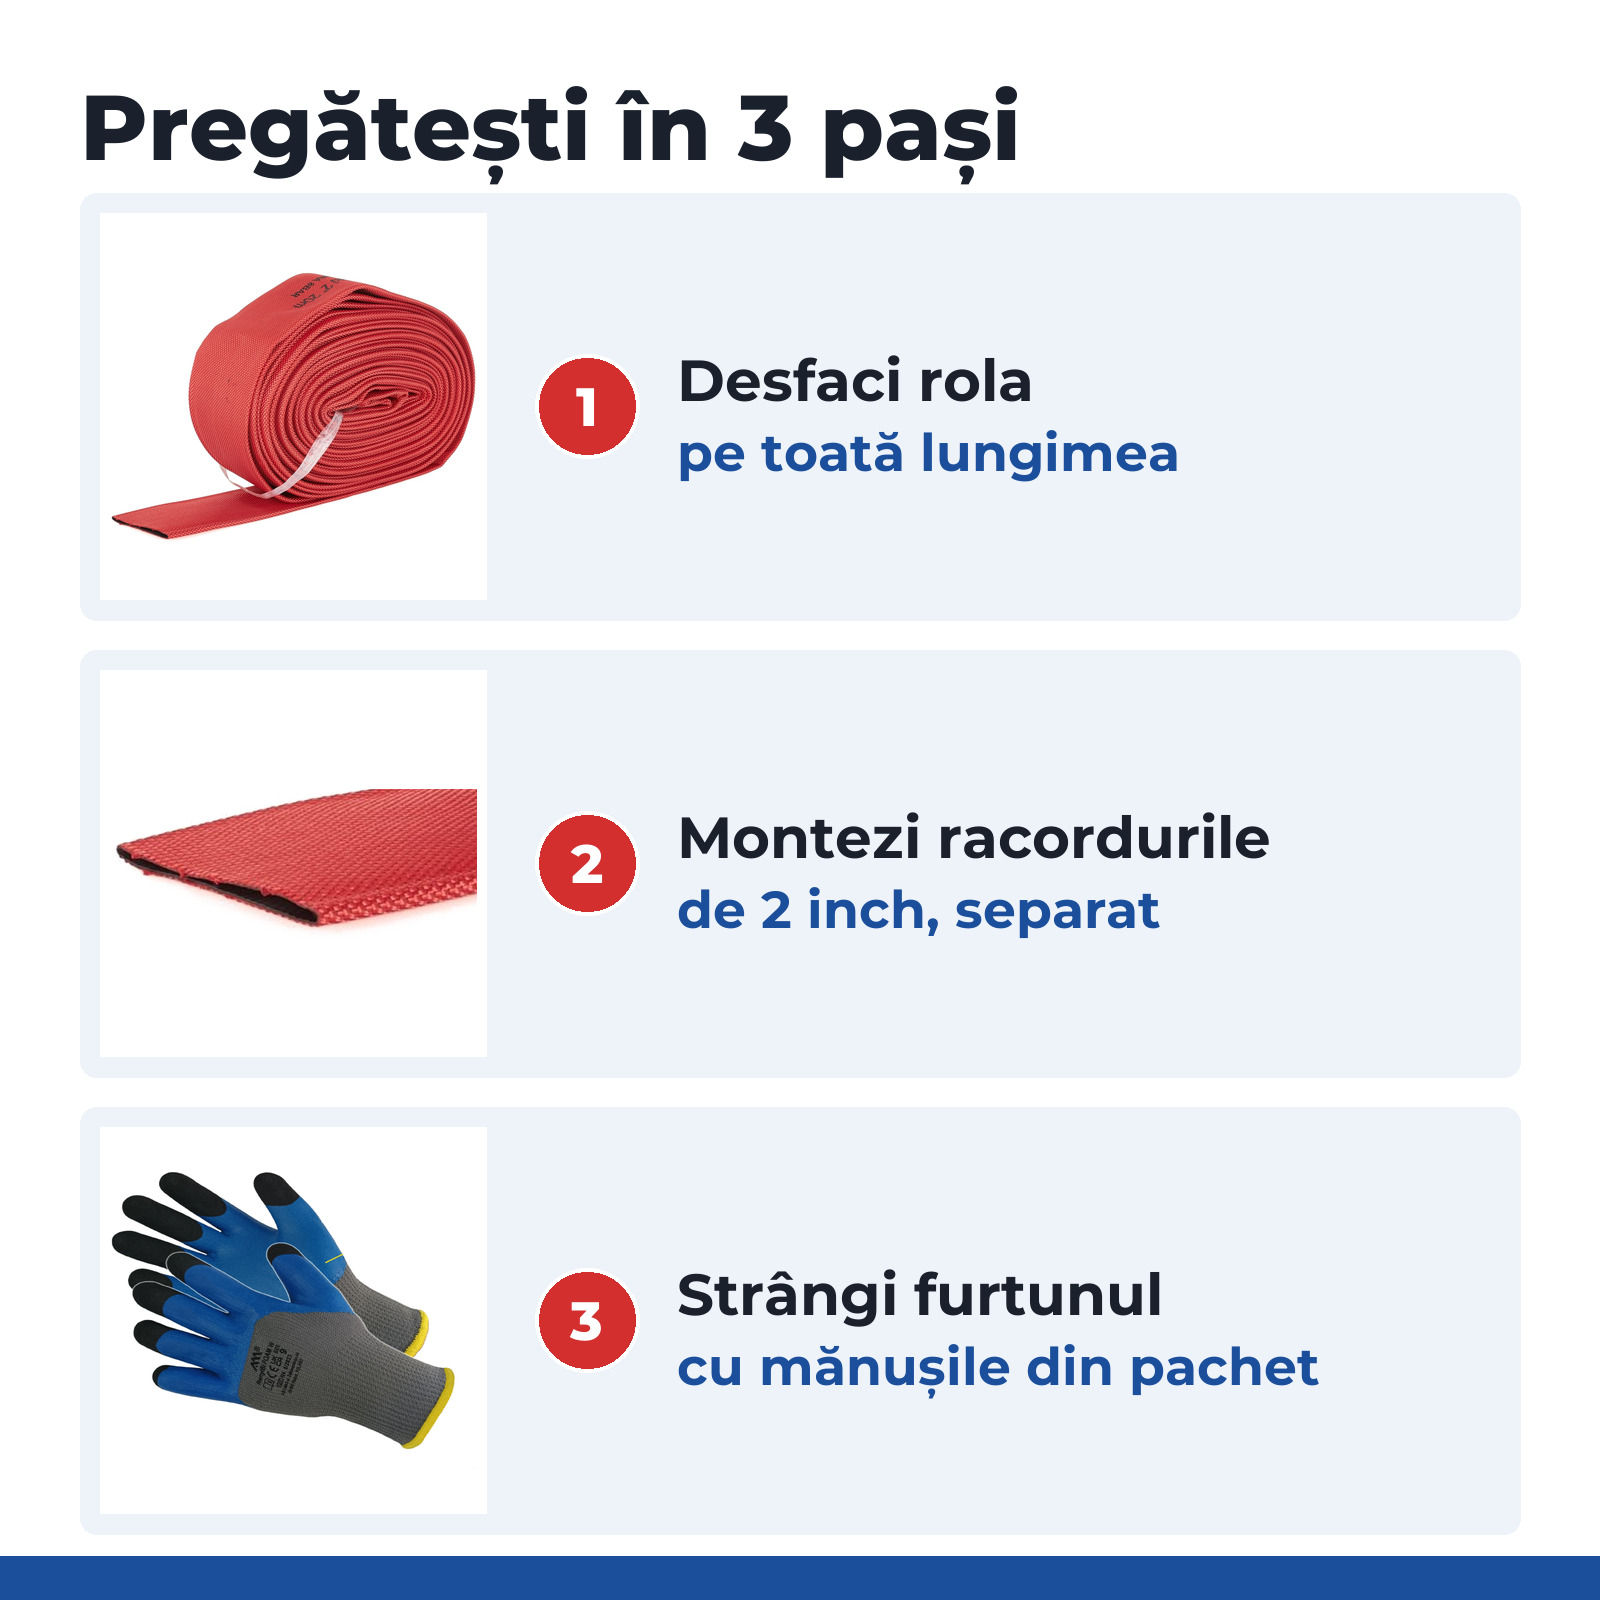 Pregătești în 3 pași
1
Desfaci rola
pe toată lungimea
2
Montezi racordurile
de 2 inch, separat
3
Strângi furtunul
cu mănușile din pachet